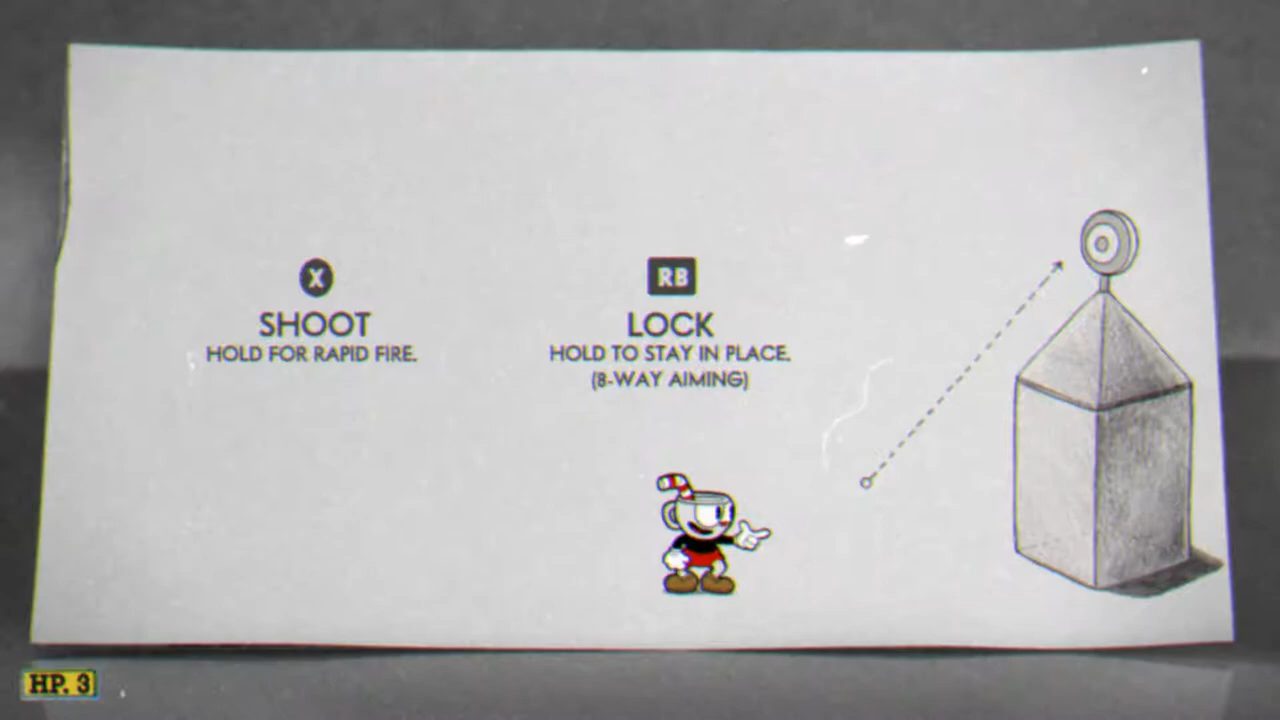 X
SHOOT
HOLD FOR RAPID FIRE.
RB
LOCK
HOLD TO STAY IN PLACE.
(8-WAY AIMING)
HP. 3